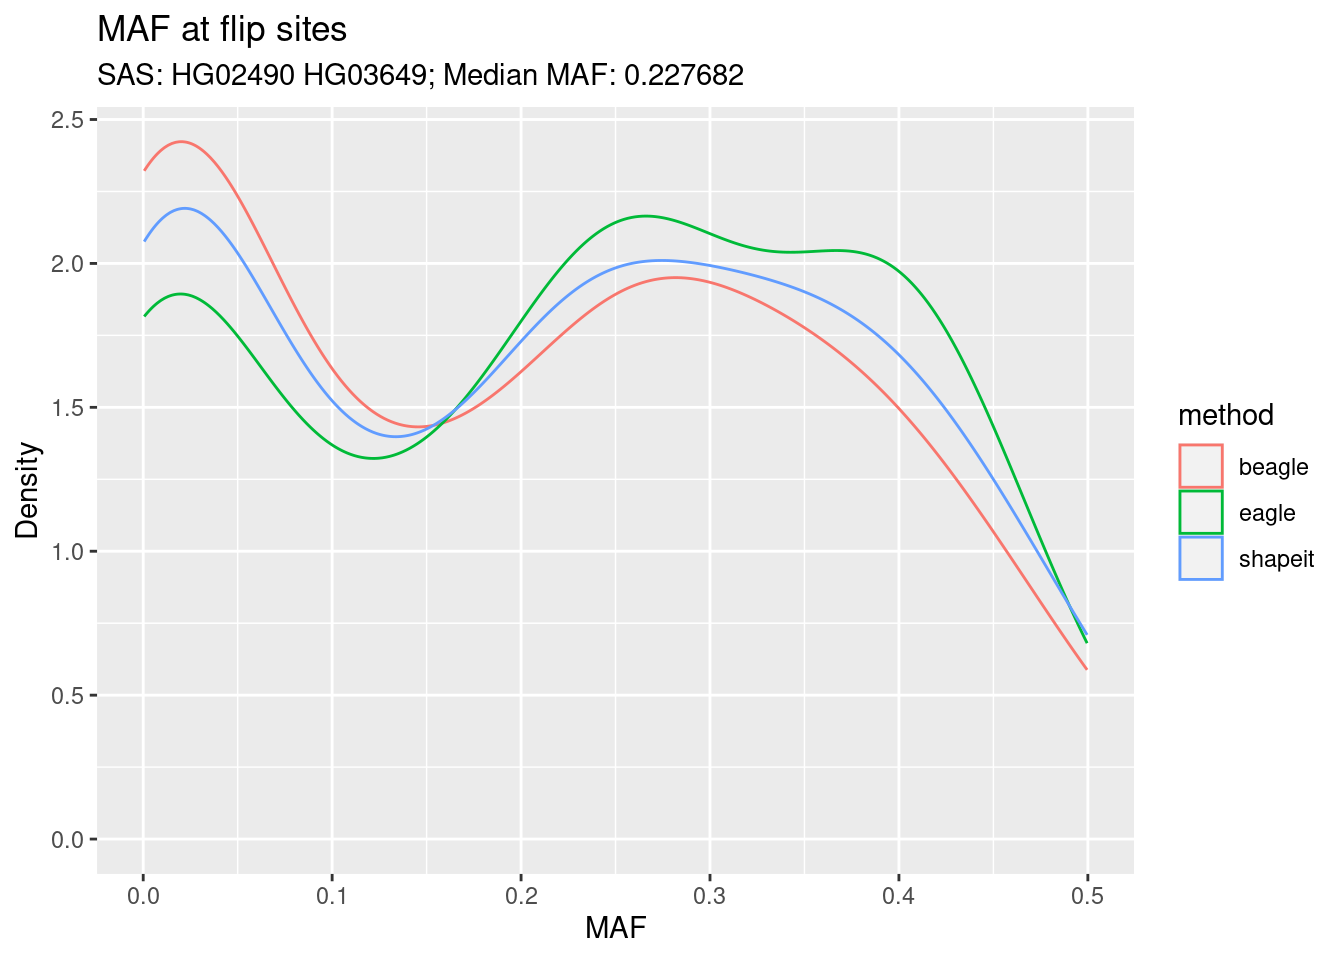 MAF at flip sites
SAS: HG02490 HG03649; Median MAF: 0.227682
2.5
2.0
1.5
1.0
0.5
0.0
Density
0.0 0.1 0.2 0.3 0.4 0.5
MAF
method
beagle
eagle
shapeit